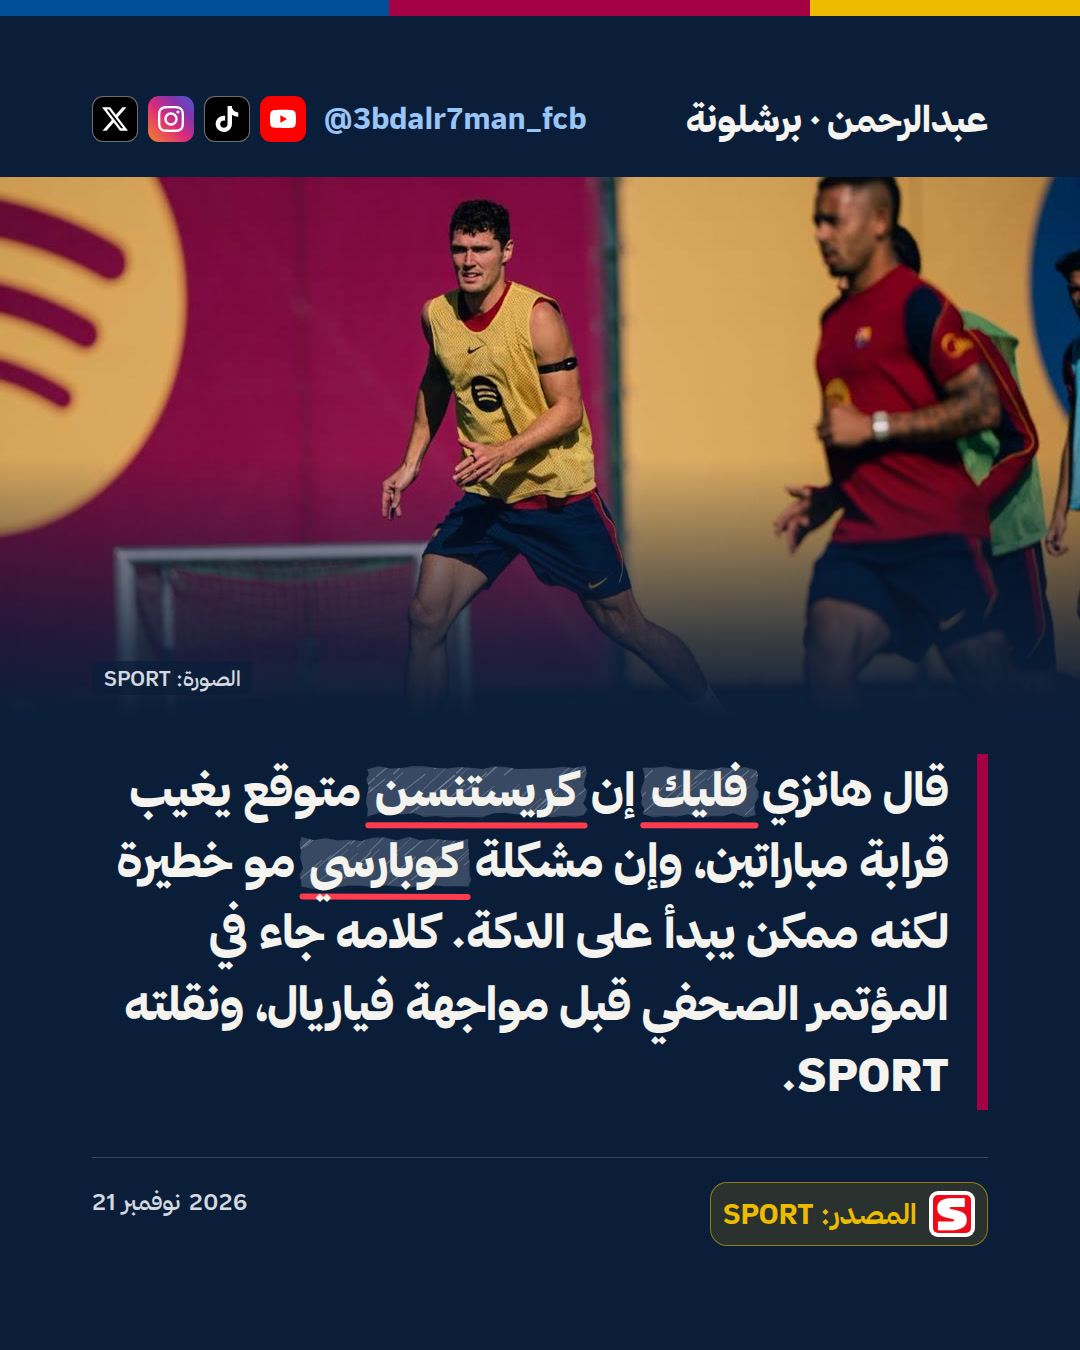 عبدالرحمن · برشلونة
@3bdalr7man_fcb
الصورة: SPORT
قال هانزي فليك إن كريستنسن متوقع يغيب
قرابة مباراتين، وإن مشكلة كوبارسي مو خطيرة
لكنه ممكن يبدأ على الدكة. كلامه جاء في
المؤتمر الصحفي قبل مواجهة فياريال، ونقلته
SPORT.
المصدر: SPORT
21 نوفمبر 2026